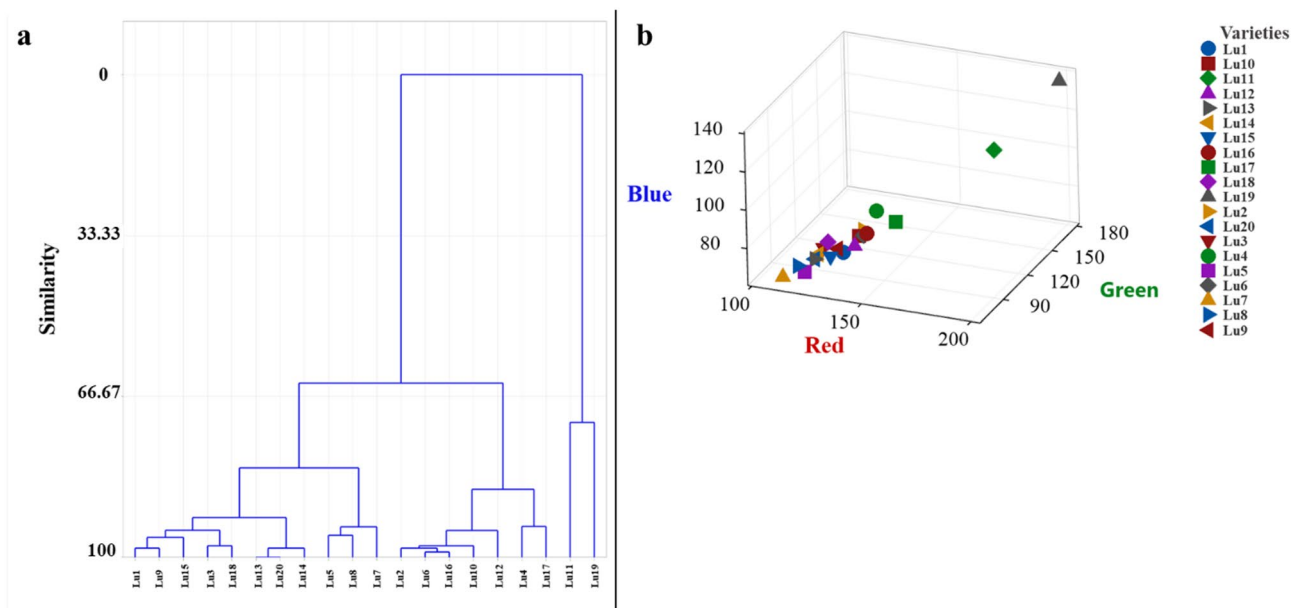 a
0
33.33
66.67
100
Similarity
Lu1 Lu9 Lu15 Lu3 Lu18 Lu13 Lu20 Lu14 Lu5 Lu8 Lu7 Lu2 Lu6 Lu16 Lu10 Lu12 Lu4 Lu17 Lu11 Lu19
b
140
120
100
80
Blue
100
150
200
Red
90
120
150
180
Green
Varieties
Lu1
Lu10
Lu11
Lu12
Lu13
Lu14
Lu15
Lu16
Lu17
Lu18
Lu19
Lu2
Lu20
Lu3
Lu4
Lu5
Lu6
Lu7
Lu8
Lu9